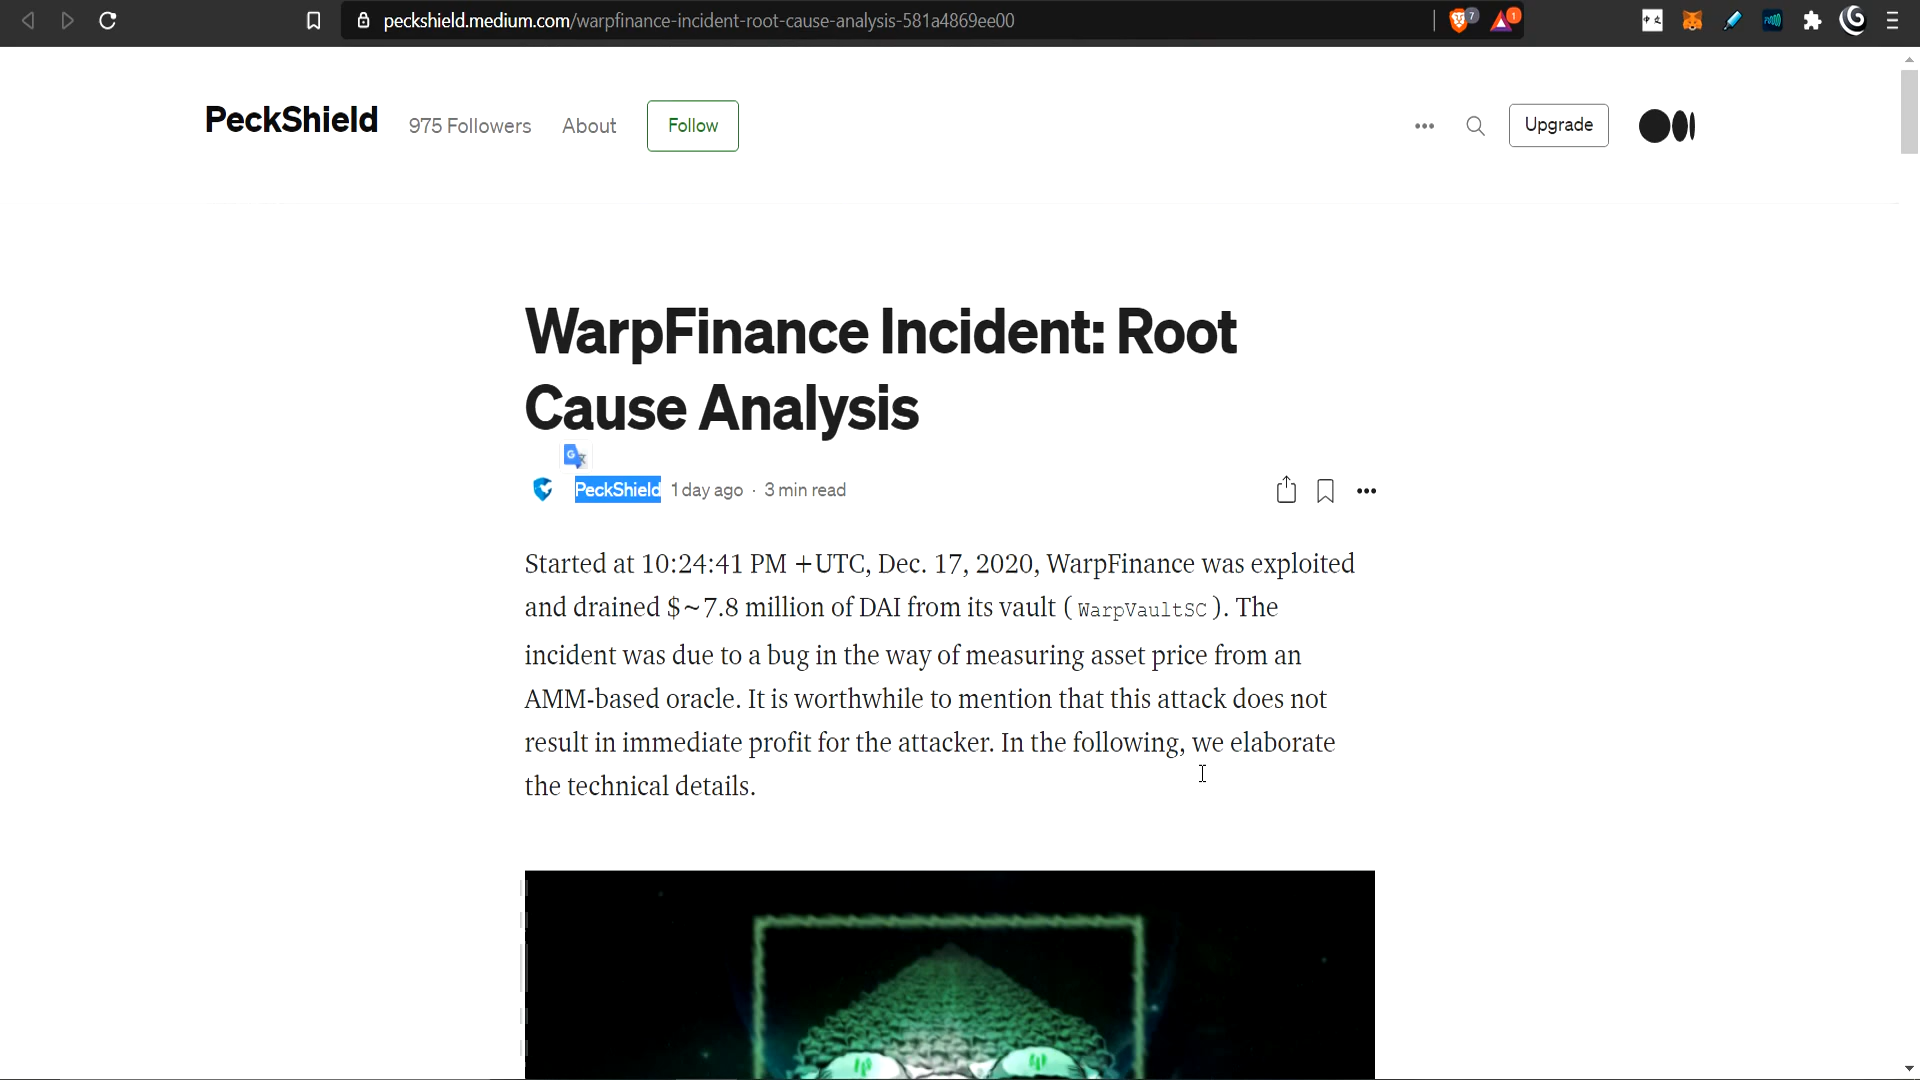 peckshield.medium.com/warpfinance-incident-root-cause-analysis-581a4869ee00
7
1
PeckShield
975 Followers
About
Follow
Upgrade
WarpFinance Incident: Root
Cause Analysis
PeckShield 1 day ago · 3 min read
Started at 10:24:41 PM +UTC, Dec. 17, 2020, WarpFinance was exploited
and drained $~7.8 million of DAI from its vault ( WarpVaultSC ). The
incident was due to a bug in the way of measuring asset price from an
AMM-based oracle. It is worthwhile to mention that this attack does not
result in immediate profit for the attacker. In the following, we elaborate
the technical details.